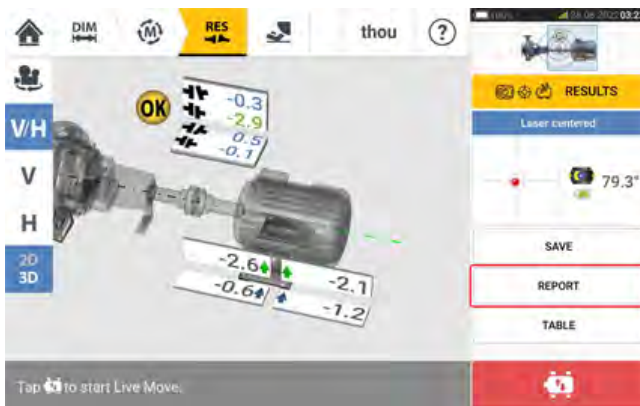 DIM
RES
thou
?
V/H
V
H
2D
3D
OK
-0.3
-2.9
0.5
-0.1
-2.6
-2.1
-0.6
-1.2
Tap to start Live Move.
100%
RESULTS
Laser centered
79.3°
SAVE
REPORT
TABLE